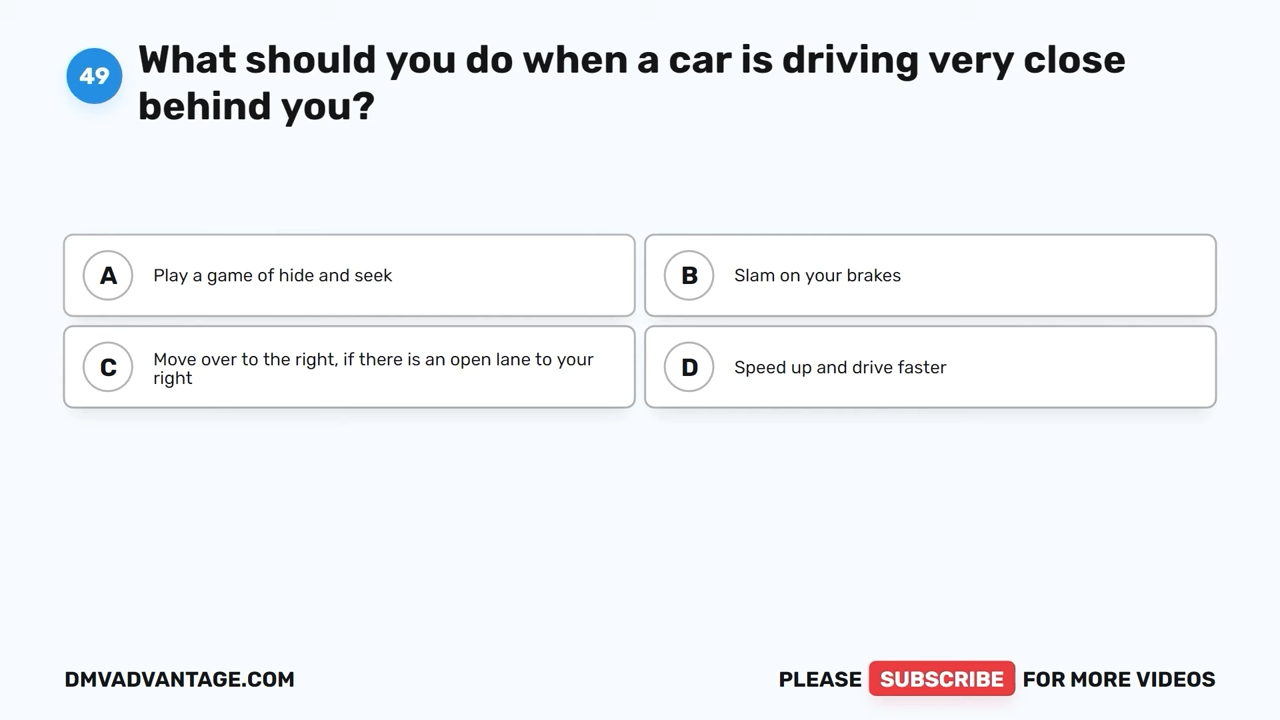 49
What should you do when a car is driving very close
behind you?
A
Play a game of hide and seek
B
Slam on your brakes
C
Move over to the right, if there is an open lane to your
right
D
Speed up and drive faster
DMVADVANTAGE.COM
PLEASE SUBSCRIBE FOR MORE VIDEOS